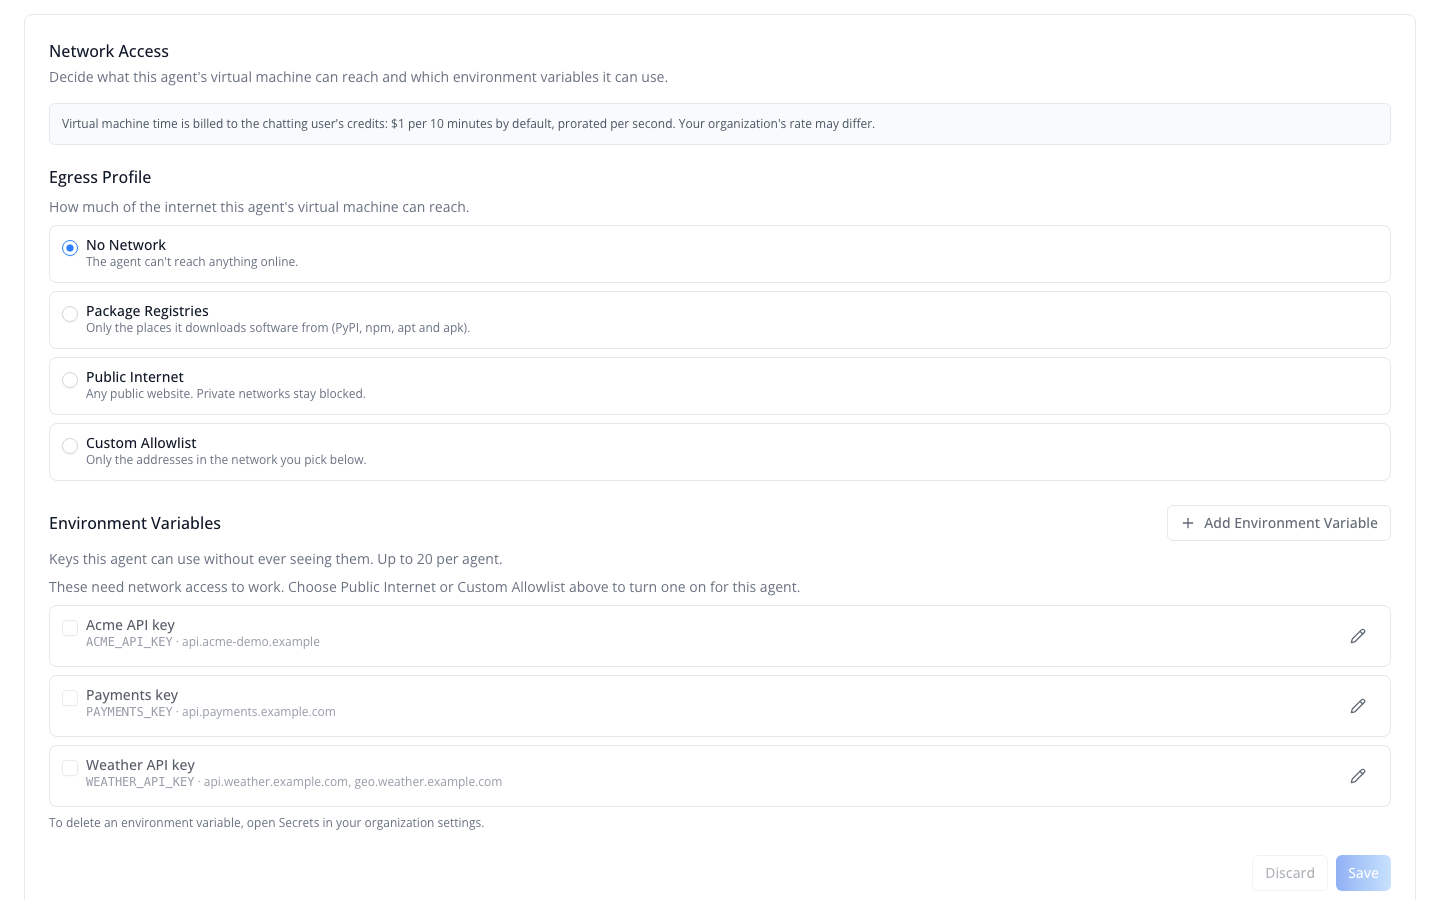 Network Access
Decide what this agent's virtual machine can reach and which environment variables it can use.
Virtual machine time is billed to the chatting user's credits: $1 per 10 minutes by default, prorated per second. Your organization's rate may differ.
Egress Profile
How much of the internet this agent's virtual machine can reach.
No Network
The agent can't reach anything online.
Package Registries
Only the places it downloads software from (PyPI, npm, apt and apk).
Public Internet
Any public website. Private networks stay blocked.
Custom Allowlist
Only the addresses in the network you pick below.
Environment Variables
Add Environment Variable
Keys this agent can use without ever seeing them. Up to 20 per agent.
These need network access to work. Choose Public Internet or Custom Allowlist above to turn one on for this agent.
Acme API key
ACME_API_KEY · api.acme-demo.example
Payments key
PAYMENTS_KEY · api.payments.example.com
Weather API key
WEATHER_API_KEY · api.weather.example.com, geo.weather.example.com
To delete an environment variable, open Secrets in your organization settings.
Discard
Save